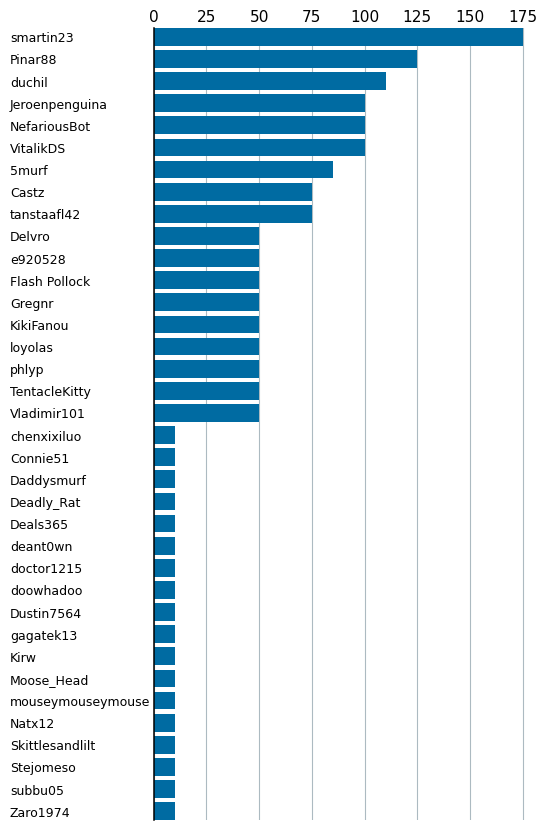 0 25 50 75 100 125 150 175
smartin23
Pinar88
duchil
Jeroenpenguina
NefariousBot
VitalikDS
5murf
Castz
tanstaafl42
Delvro
e920528
Flash Pollock
Gregnr
KikiFanou
loyolas
phlyp
TentacleKitty
Vladimir101
chenxixiluo
Connie51
Daddysmurf
Deadly_Rat
Deals365
deant0wn
doctor1215
doowhadoo
Dustin7564
gagatek13
Kirw
Moose_Head
mouseymouseymouse
Natx12
Skittlesandlilt
Stejomeso
subbu05
Zaro1974